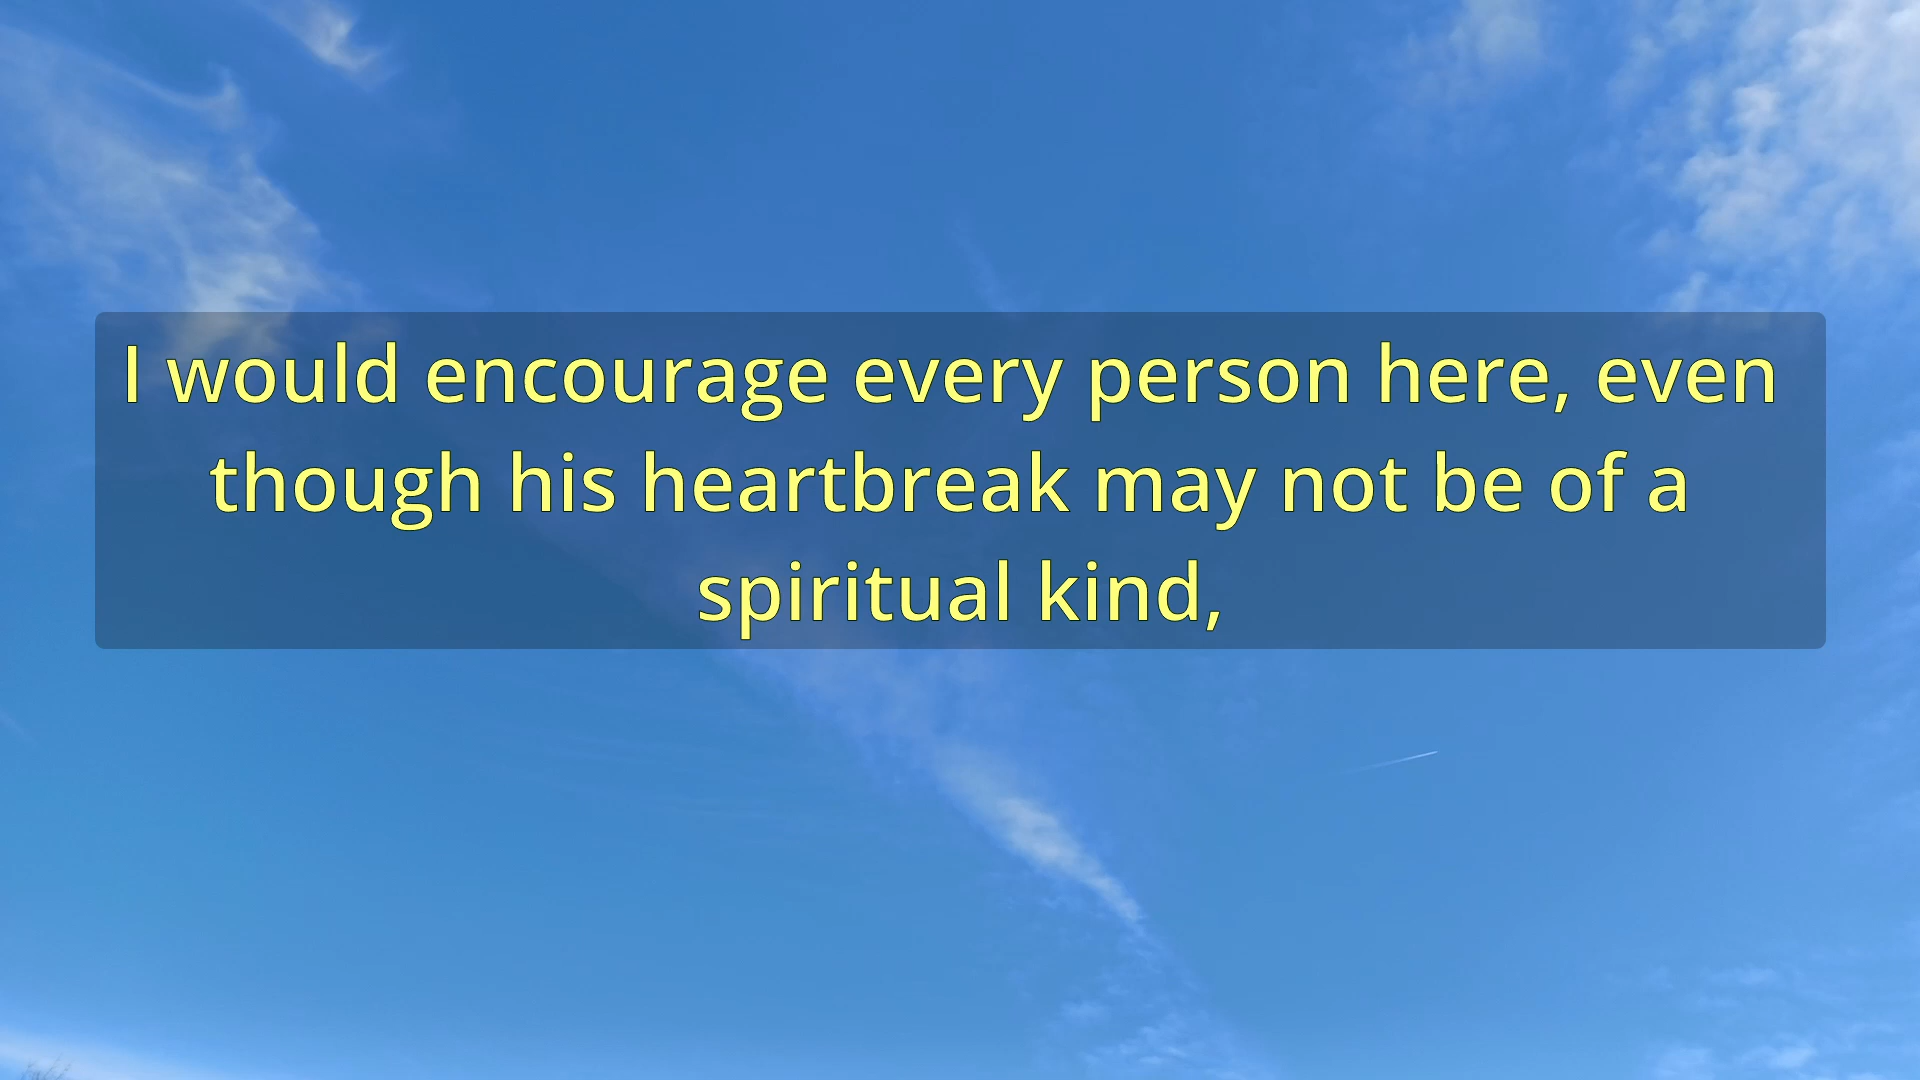 I would encourage every person here, even
though his heartbreak may not be of a
spiritual kind,